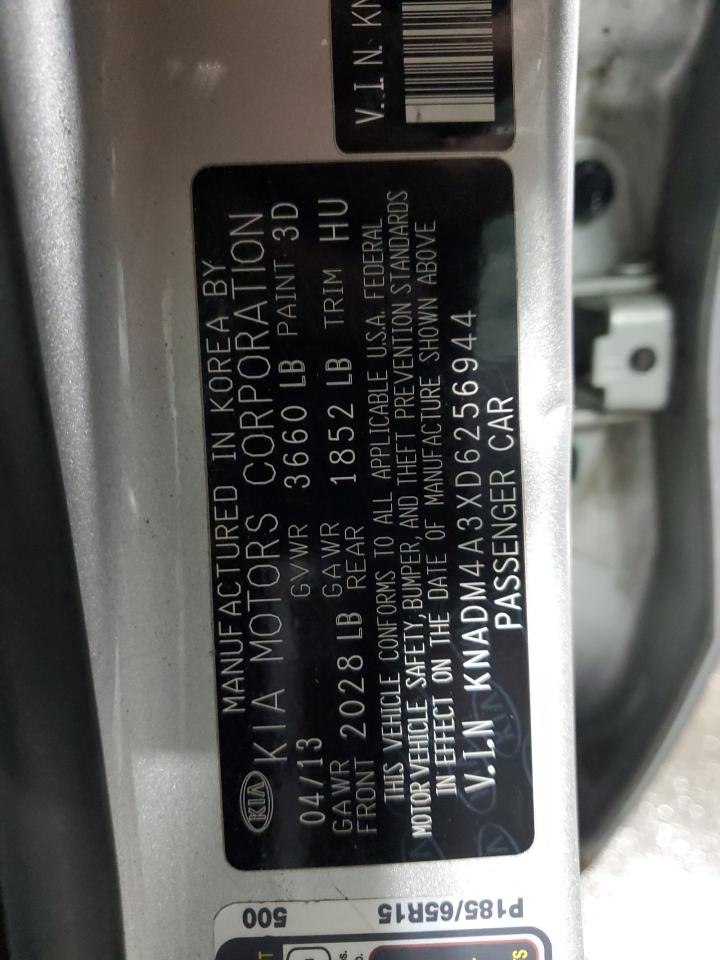 V.I.N. KN
MANUFACTURED IN KOREA BY
KIA KIA MOTORS CORPORATION
04/13 GVWR 3660 LB PAINT 3D
GAWR FRONT 2028 LB GAWR REAR 1852 LB TRIM HU
THIS VEHICLE CONFORMS TO ALL APPLICABLE U.S.A. FEDERAL
MOTOR VEHICLE SAFETY, BUMPER, AND THEFT PREVENTION STANDARDS
IN EFFECT ON THE DATE OF MANUFACTURE SHOWN ABOVE
V.I.N KNADM4A3XD6256944
PASSENGER CAR
P185/65R15
500